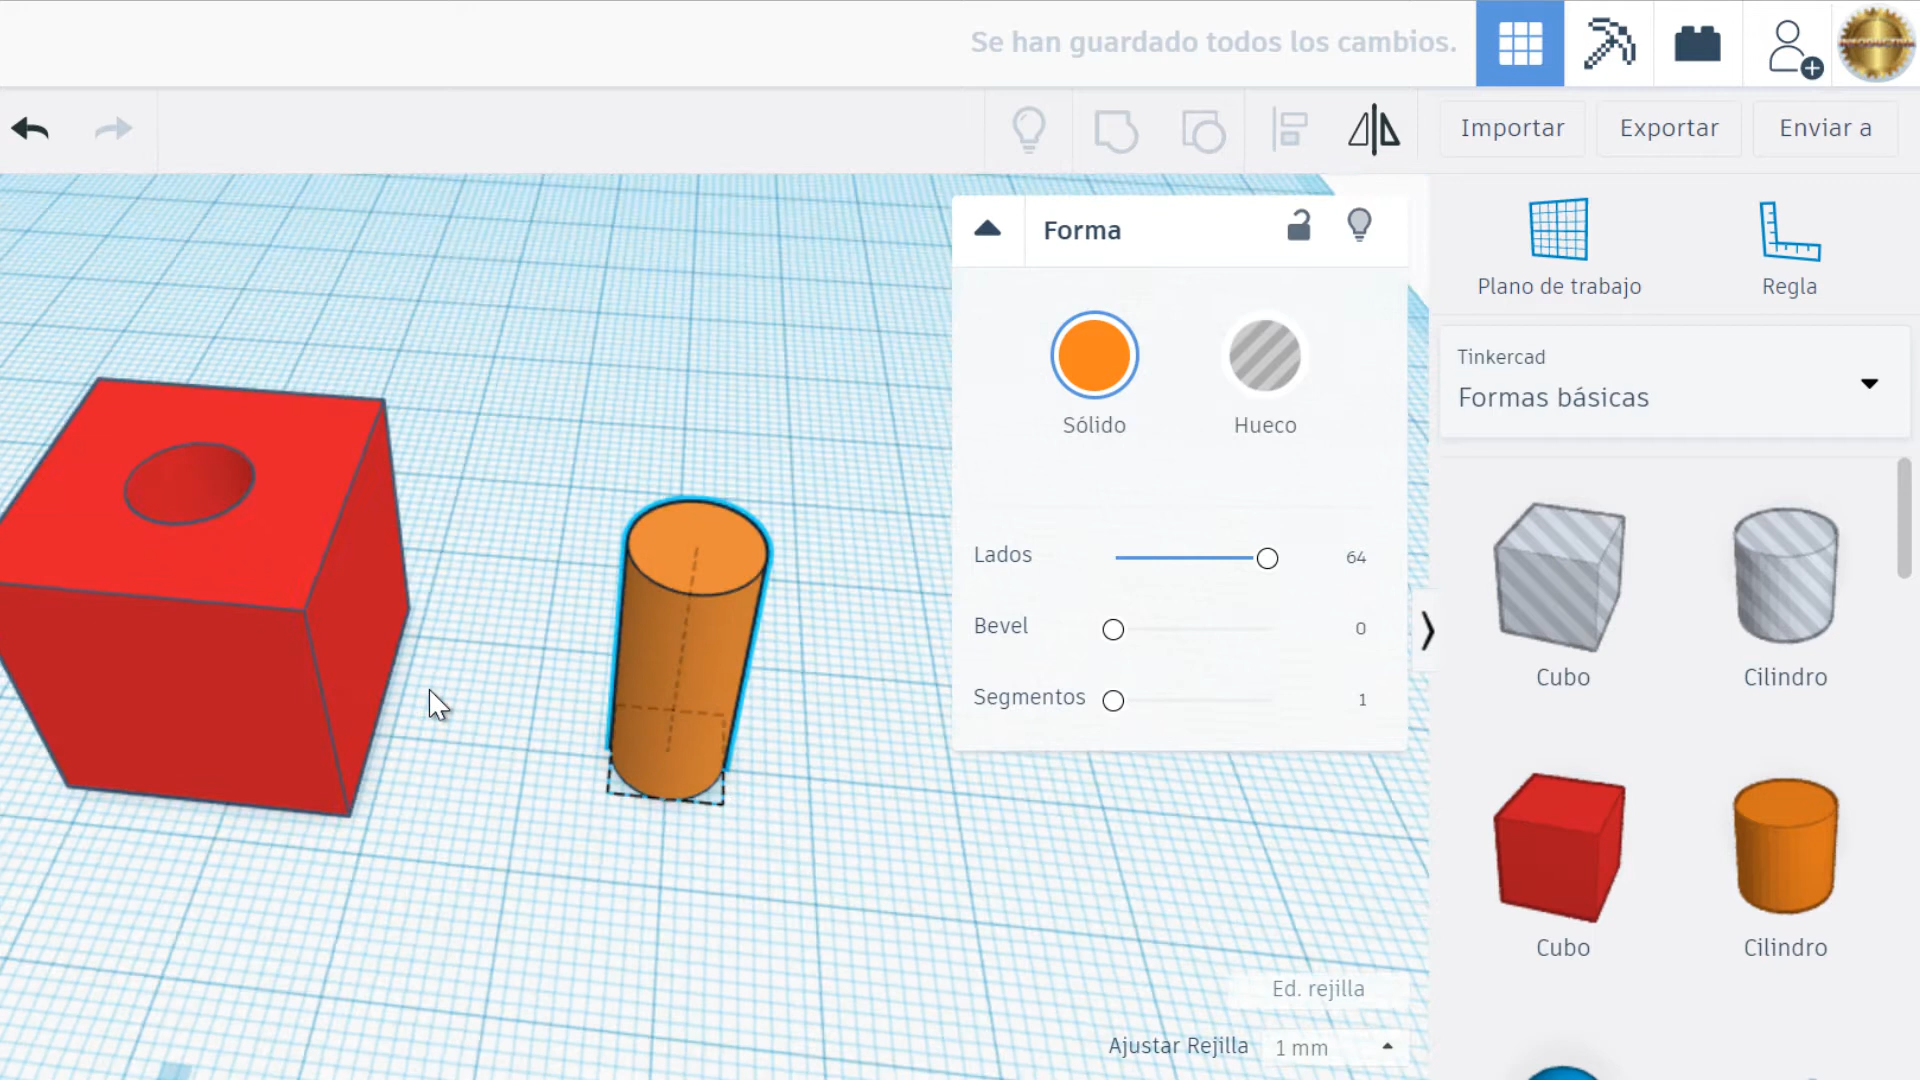 Se han guardado todos los cambios.
Importar
Exportar
Enviar a
Forma
Sólido
Hueco
Lados
64
Bevel
0
Segmentos
1
Plano de trabajo
Regla
Tinkercad
Formas básicas
Cubo
Cilindro
Cubo
Cilindro
Ed. rejilla
Ajustar Rejilla
1 mm